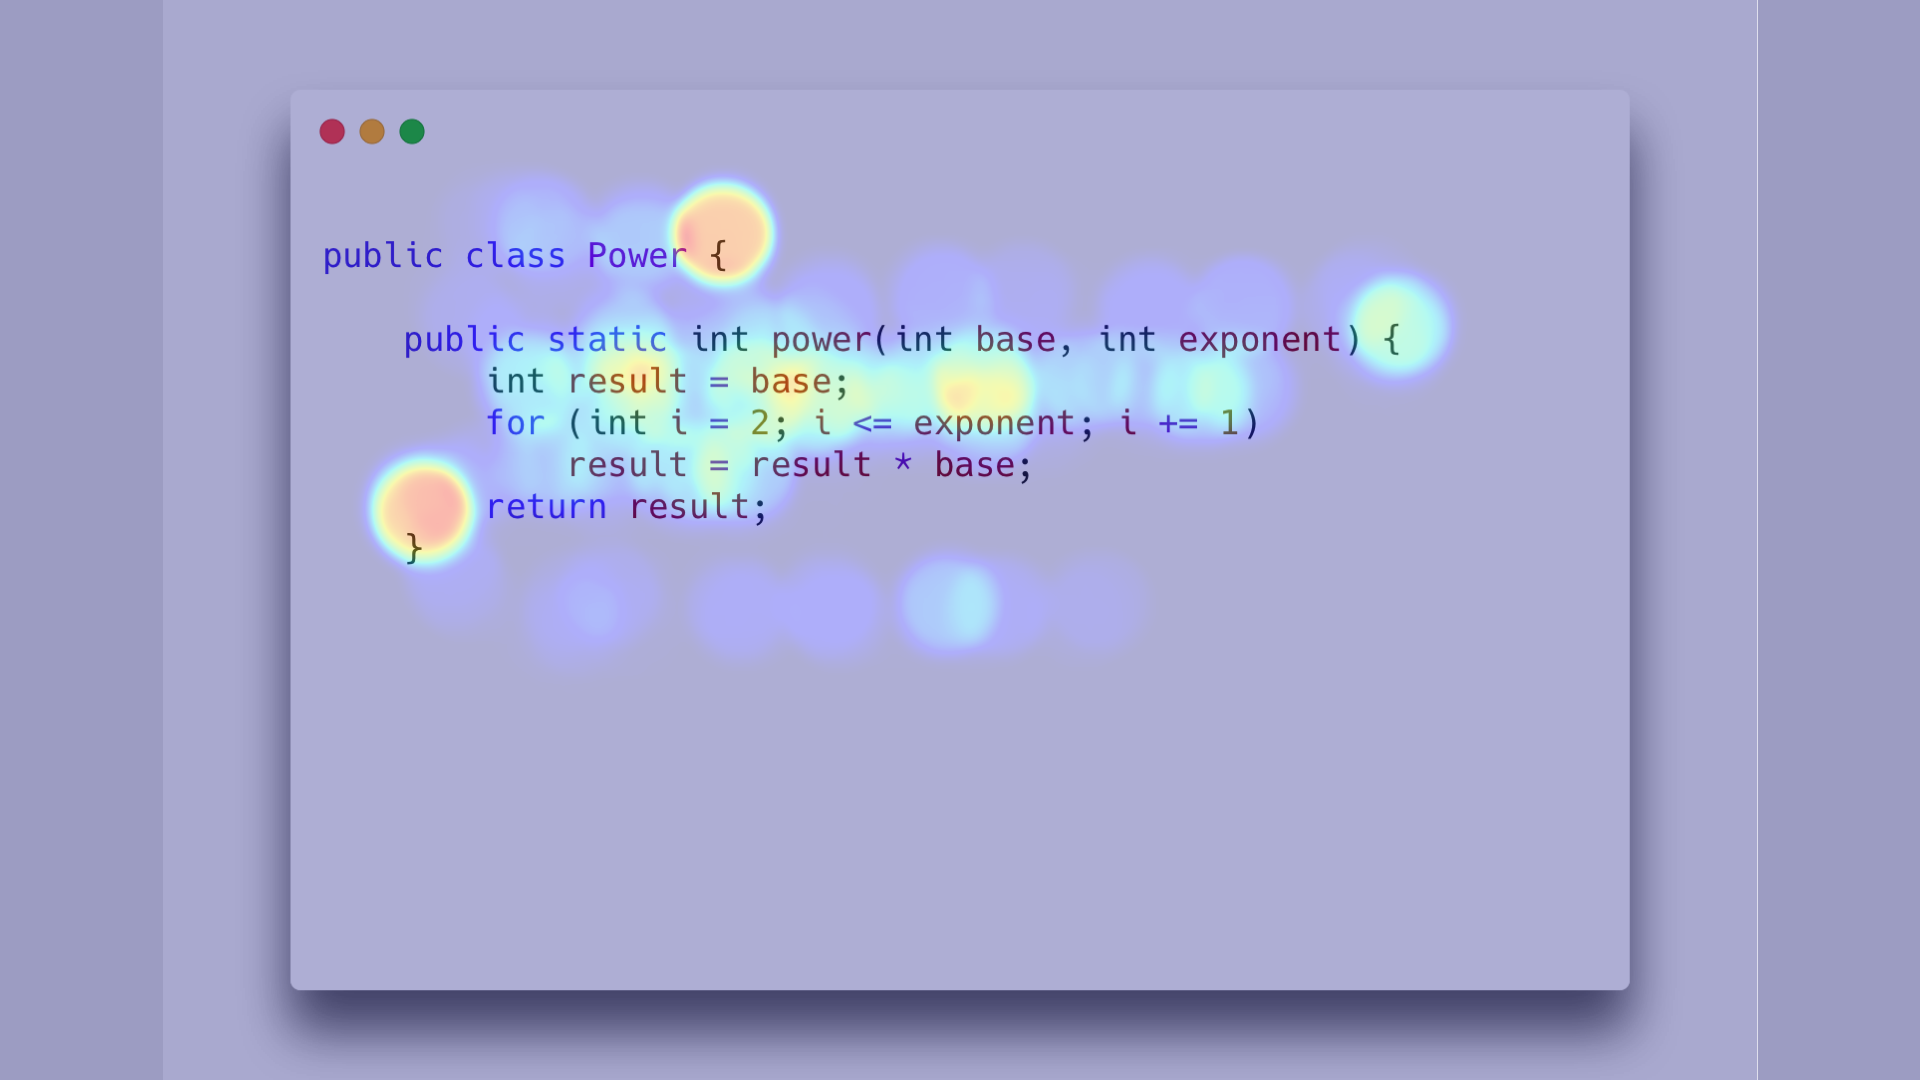 public class Power {
    public static int power(int base, int exponent) {
        int result = base;
        for (int i = 2; i <= exponent; i += 1)
            result = result * base;
        return result;
    }